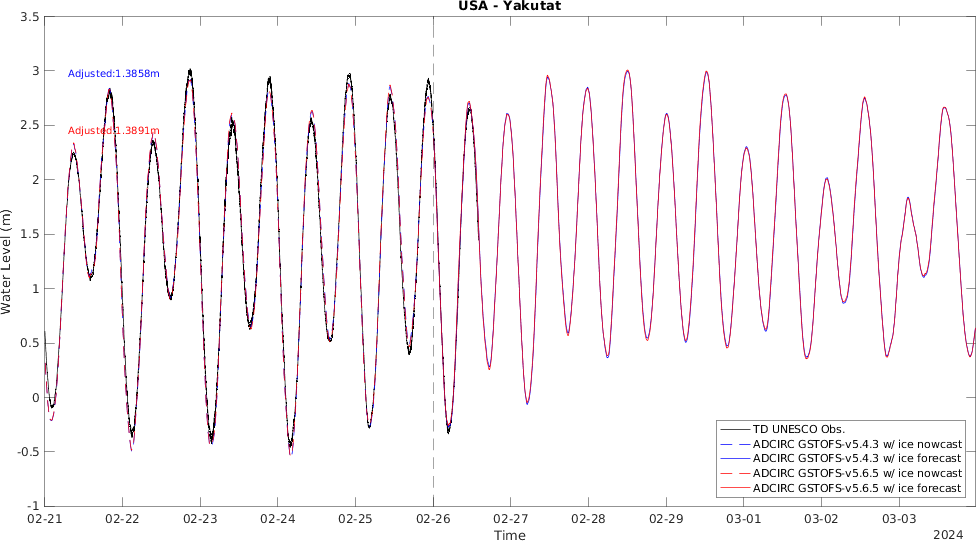 USA - Yakutat
3.5
3
2.5
2
1.5
1
0.5
0
-0.5
-1
Water Level (m)
Adjusted:1.3858m
Adjusted:1.3891m
TD UNESCO Obs.
ADCIRC GSTOFS-v5.4.3 w/ ice nowcast
ADCIRC GSTOFS-v5.4.3 w/ ice forecast
ADCIRC GSTOFS-v5.6.5 w/ ice nowcast
ADCIRC GSTOFS-v5.6.5 w/ ice forecast
02-21 02-22 02-23 02-24 02-25 02-26 02-27 02-28 02-29 03-01 03-02 03-03
Time
2024